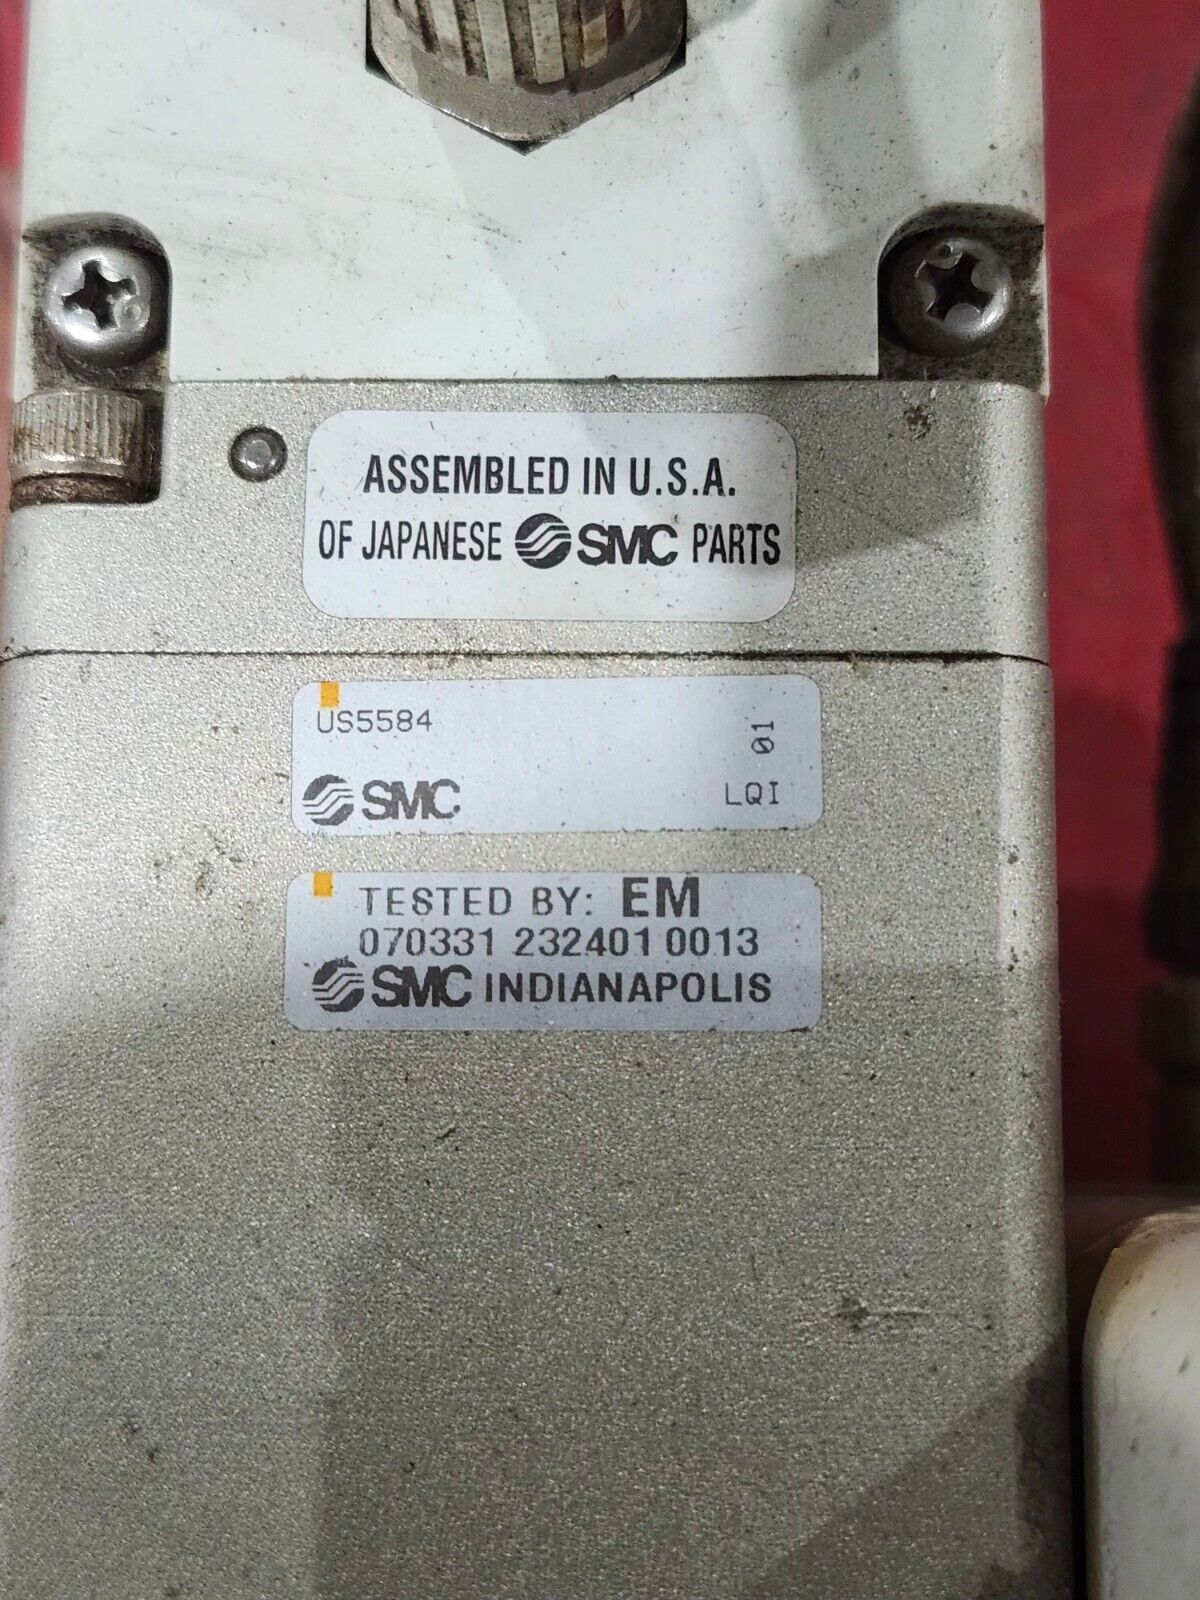 ASSEMBLED IN U.S.A.
OF JAPANESE SMC PARTS
US5584
01
SMC
LQI
TESTED BY: EM
070331 232401 0013
SMC INDIANAPOLIS